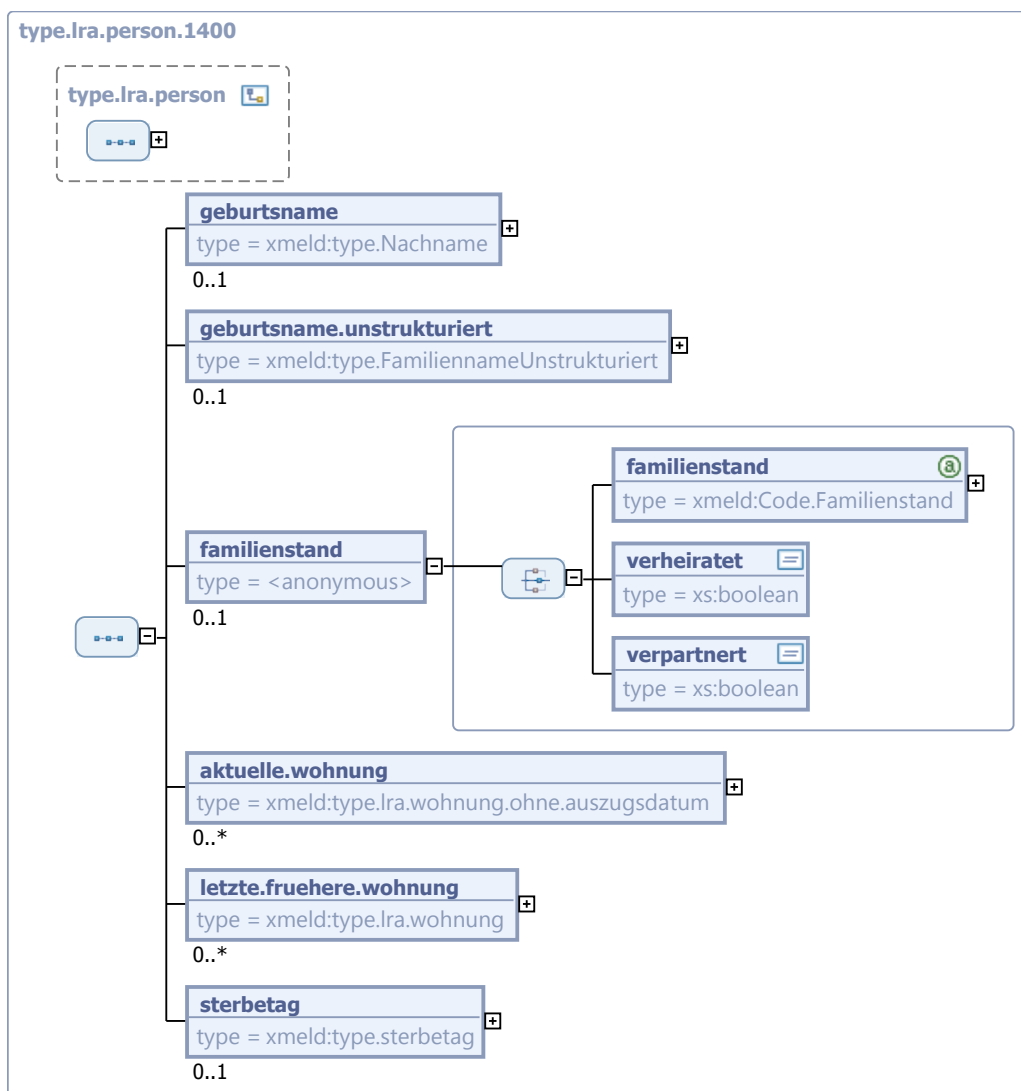 type.lra.person.1400
type.lra.person
geburtsname
type = xmeld:type.Nachname
0..1
geburtsname.unstrukturiert
type = xmeld:type.FamiliennameUnstrukturiert
0..1
familienstand
type = <anonymous>
0..1
familienstand
type = xmeld:Code.Familienstand
verheiratet
type = xs:boolean
verpartnert
type = xs:boolean
aktuelle.wohnung
type = xmeld:type.lra.wohnung.ohne.auszugsdatum
0..*
letzte.fruehere.wohnung
type = xmeld:type.lra.wohnung
0..*
sterbetag
type = xmeld:type.sterbetag
0..1